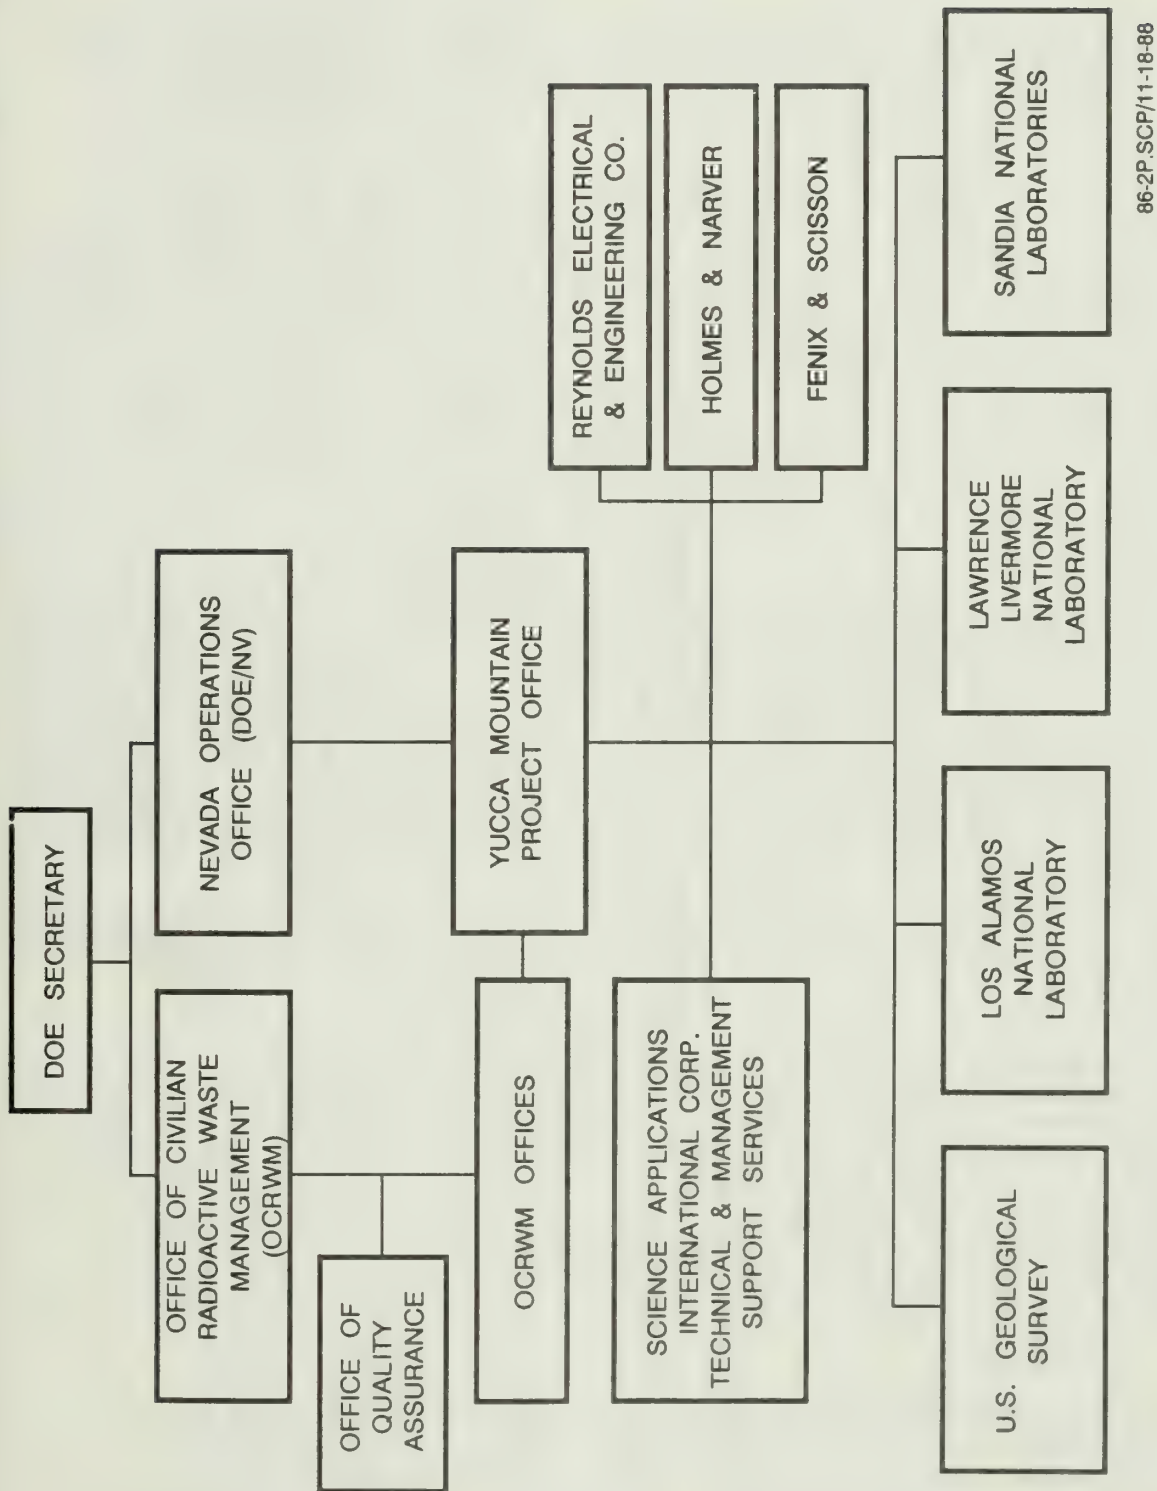 DOE SECRETARY
OFFICE OF CIVILIAN
RADIOACTIVE WASTE
MANAGEMENT
(OCRWM)
NEVADA OPERATIONS
OFFICE (DOE/NV)
OFFICE OF
QUALITY
ASSURANCE
OCRWM OFFICES
YUCCA MOUNTAIN
PROJECT OFFICE
SCIENCE APPLICATIONS
INTERNATIONAL CORP.
TECHNICAL & MANAGEMENT
SUPPORT SERVICES
REYNOLDS ELECTRICAL
& ENGINEERING CO.
HOLMES & NARVER
FENIX & SCISSON
U.S. GEOLOGICAL
SURVEY
LOS ALAMOS
NATIONAL
LABORATORY
LAWRENCE
LIVERMORE
NATIONAL
LABORATORY
SANDIA NATIONAL
LABORATORIES
86-2P.SCP/11-18-88